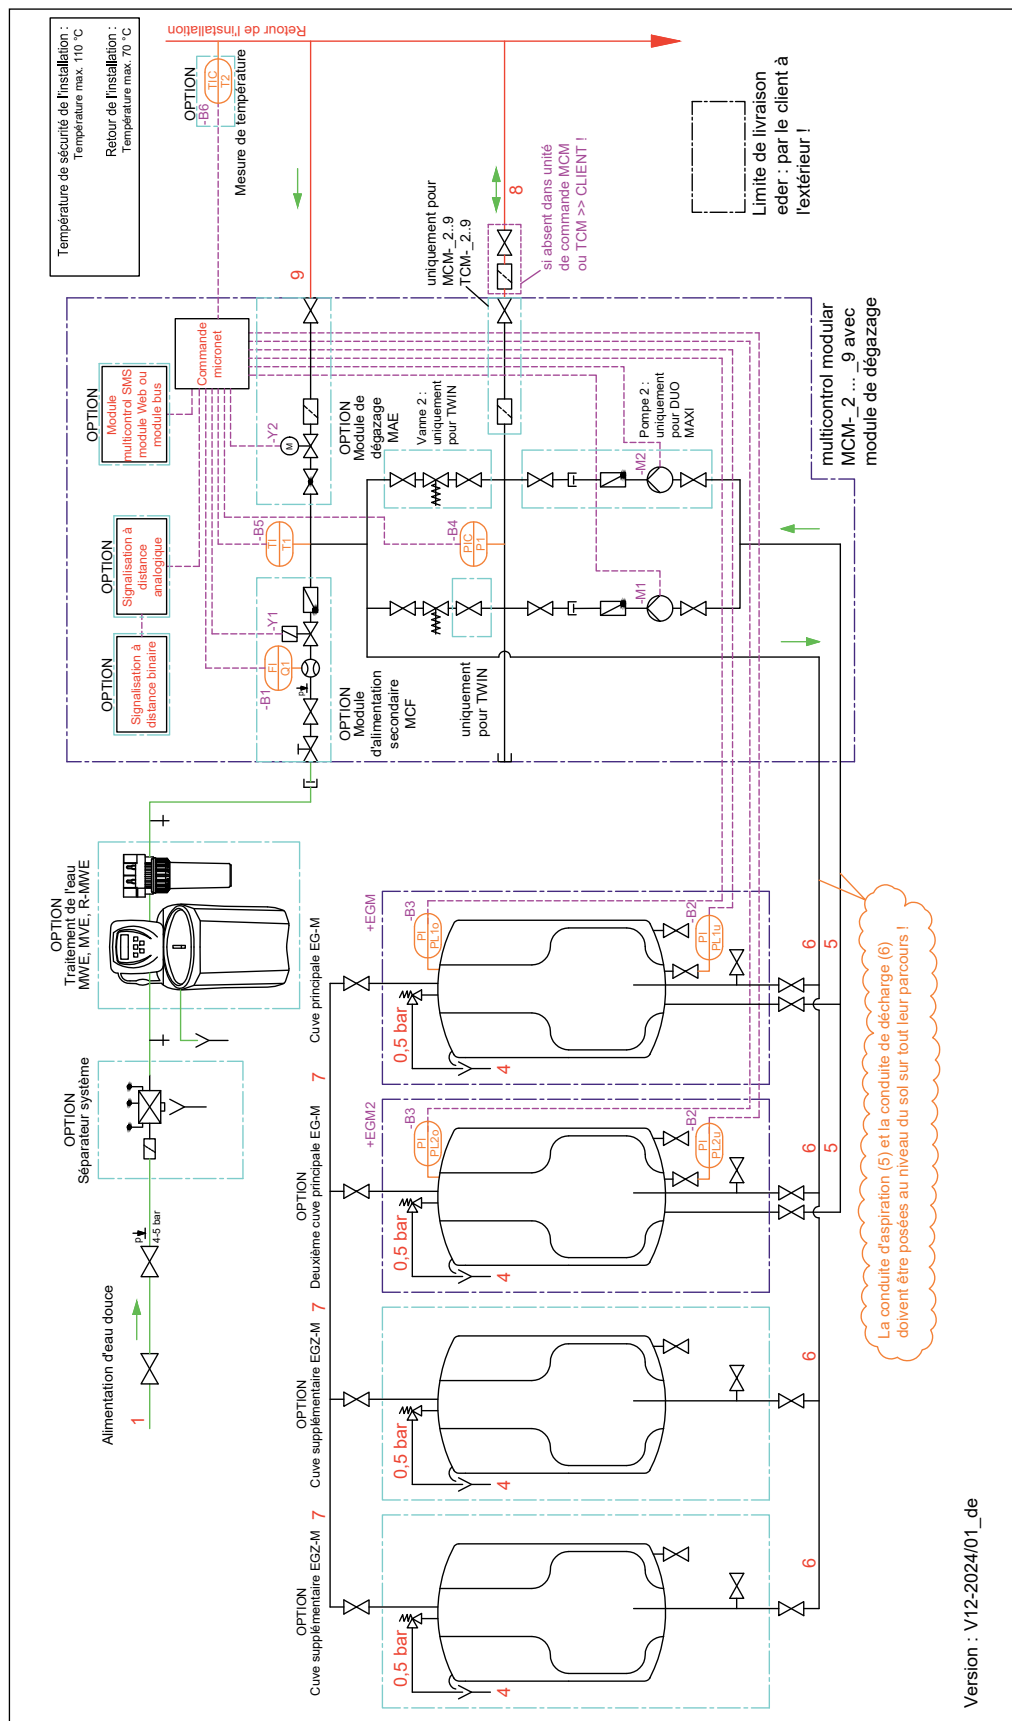 Température de sécurité de l'installation :
Température max. 110 °C
Retour de l'installation :
Température max. 70 °C
Retour de l'installation
OPTION
-B6
TIC
T2
Mesure de température
9
8
uniquement pour
MCM-_2..9
TCM-_2..9
si absent dans unité
de commande MCM
ou TCM >> CLIENT !
Limite de livraison
eder : par le client à
l'extérieur !
OPTION
Module
multicontrol SMS
module Web ou
module bus
Commande
micronet
OPTION
Signalisation à
distance
analogique
OPTION
Signalisation à
distance binaire
-Y2
M
OPTION
Module de
dégazage
MAE
-B5
TI
T1
-Y1
-B1
FI
Q1
p
OPTION
Module
d'alimentation
secondaire
MCF
Vanne 2 :
uniquement
pour TWIN
-B4
PIC
P1
uniquement
pour TWIN
Pompe 2 :
uniquement
pour DUO
MAXI
-M2
-M1
multicontrol modular
MCM-_2 ... _9 avec
module de dégazage
OPTION
Traitement de l'eau
MWE, MVE, R-MWE
OPTION
Séparateur système
p
4-5 bar
Alimentation d'eau douce
1
Cuve principale EG-M
+EGM
-B3
PI
PL1o
-B2
PI
PL1u
0,5 bar
4
7
6
5
OPTION
Deuxième cuve principale EG-M
+EGM2
-B3
PI
PL2o
-B2
PI
PL2u
0,5 bar
4
7
6
5
OPTION
Cuve supplémentaire EGZ-M
0,5 bar
4
7
6
OPTION
Cuve supplémentaire EGZ-M
0,5 bar
4
6
La conduite d'aspiration (5) et la conduite de décharge (6)
doivent être posées au niveau du sol sur tout leur parcours !
Version : V12-2024/01_de